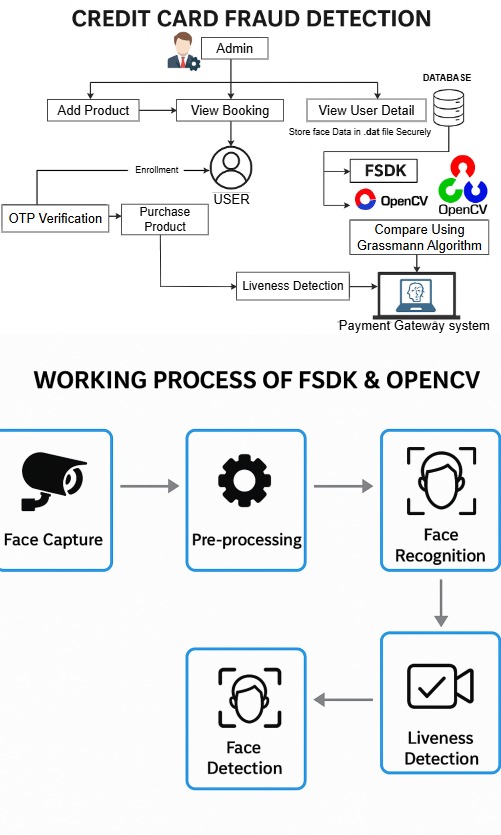 CREDIT CARD FRAUD DETECTION
Admin
DATABASE
Add Product
View Booking
View User Detail
Store face Data in .dat file Securely
Enrollment
USER
FSDK
OpenCV
OpenCV
OTP Verification
Purchase
Product
Compare Using
Grassmann Algorithm
Liveness Detection
Payment Gateway system
WORKING PROCESS OF FSDK & OPENCV
Face Capture
Pre-processing
Face
Recognition
Face
Detection
Liveness
Detection